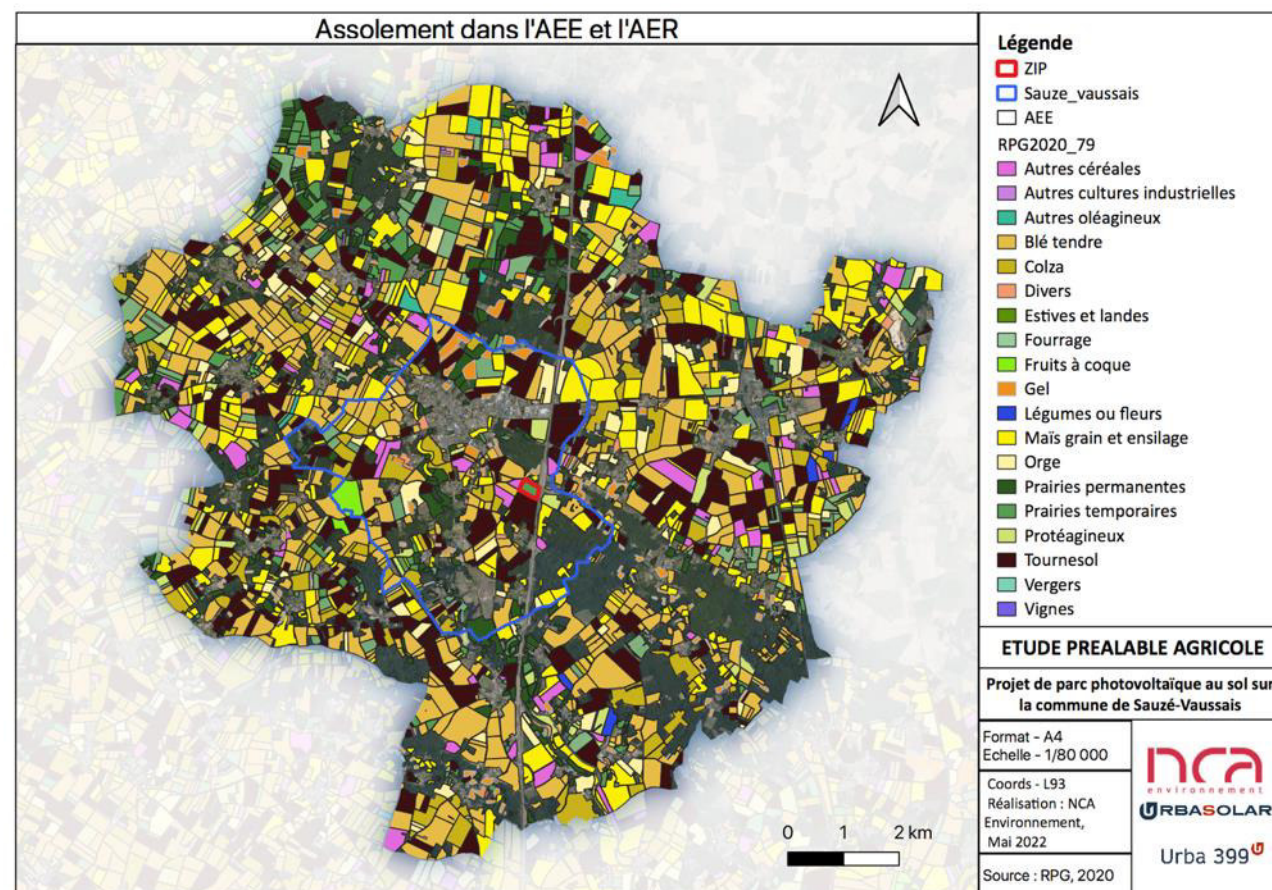 Assolement dans l'AEE et l'AER
Légende
ZIP
Sauze_vaussais
AEE
RPG2020_79
Autres céréales
Autres cultures industrielles
Autres oléagineux
Blé tendre
Colza
Divers
Estives et landes
Fourrage
Fruits à coque
Gel
Légumes ou fleurs
Maïs grain et ensilage
Orge
Prairies permanentes
Prairies temporaires
Protéagineux
Tournesol
Vergers
Vignes
ETUDE PREALABLE AGRICOLE
Projet de parc photovoltaïque au sol sur
la commune de Sauzé-Vaussais
Format - A4
Echelle - 1/80 000
Coords - L93
Réalisation : NCA
Environnement,
Mai 2022
Source : RPG, 2020
nca
environnement
URBASOLAR
Urba 399
0 1 2 km